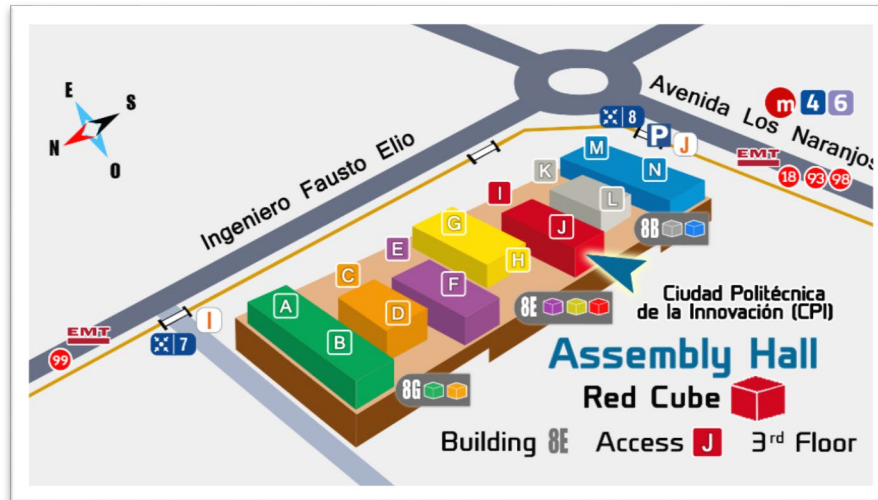 E
S
N
O
Ingeniero Fausto Elio
Avenida Los Naranjos
m 4 6
8
P
J
EMT
18 93 98
M
N
K
L
I
J
8B
G
H
E
F
8E
C
D
A
B
8G
I
7
EMT
99
Ciudad Politécnica
de la Innovación (CPI)
Assembly Hall
Red Cube
Building 8E Access J 3rd Floor